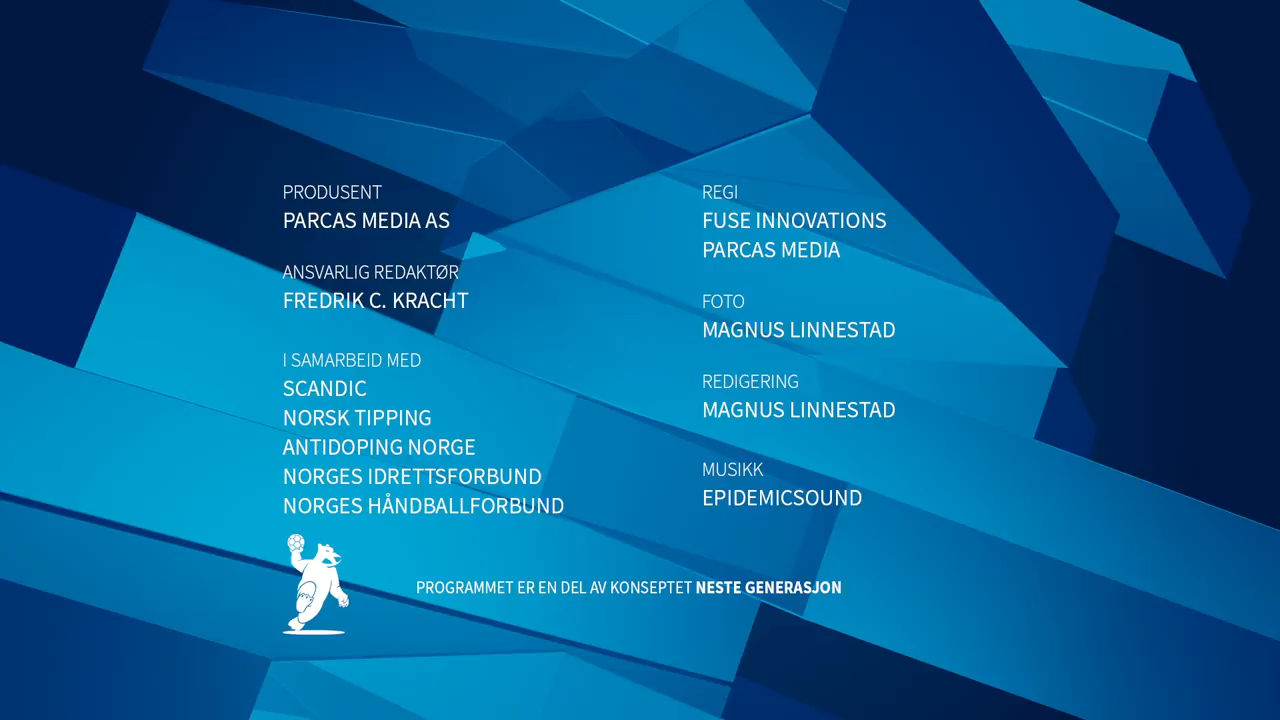 PRODUSENT
PARCAS MEDIA AS
ANSVARLIG REDAKTØR
FREDRIK C. KRACHT
I SAMARBEID MED
SCANDIC
NORSK TIPPING
ANTIDOPING NORGE
NORGES IDRETTSFORBUND
NORGES HÅNDBALLFORBUND
REGI
FUSE INNOVATIONS
PARCAS MEDIA
FOTO
MAGNUS LINNESTAD
REDIGERING
MAGNUS LINNESTAD
MUSIKK
EPIDEMICSOUND
PROGRAMMET ER EN DEL AV KONSEPTET NESTE GENERASJON